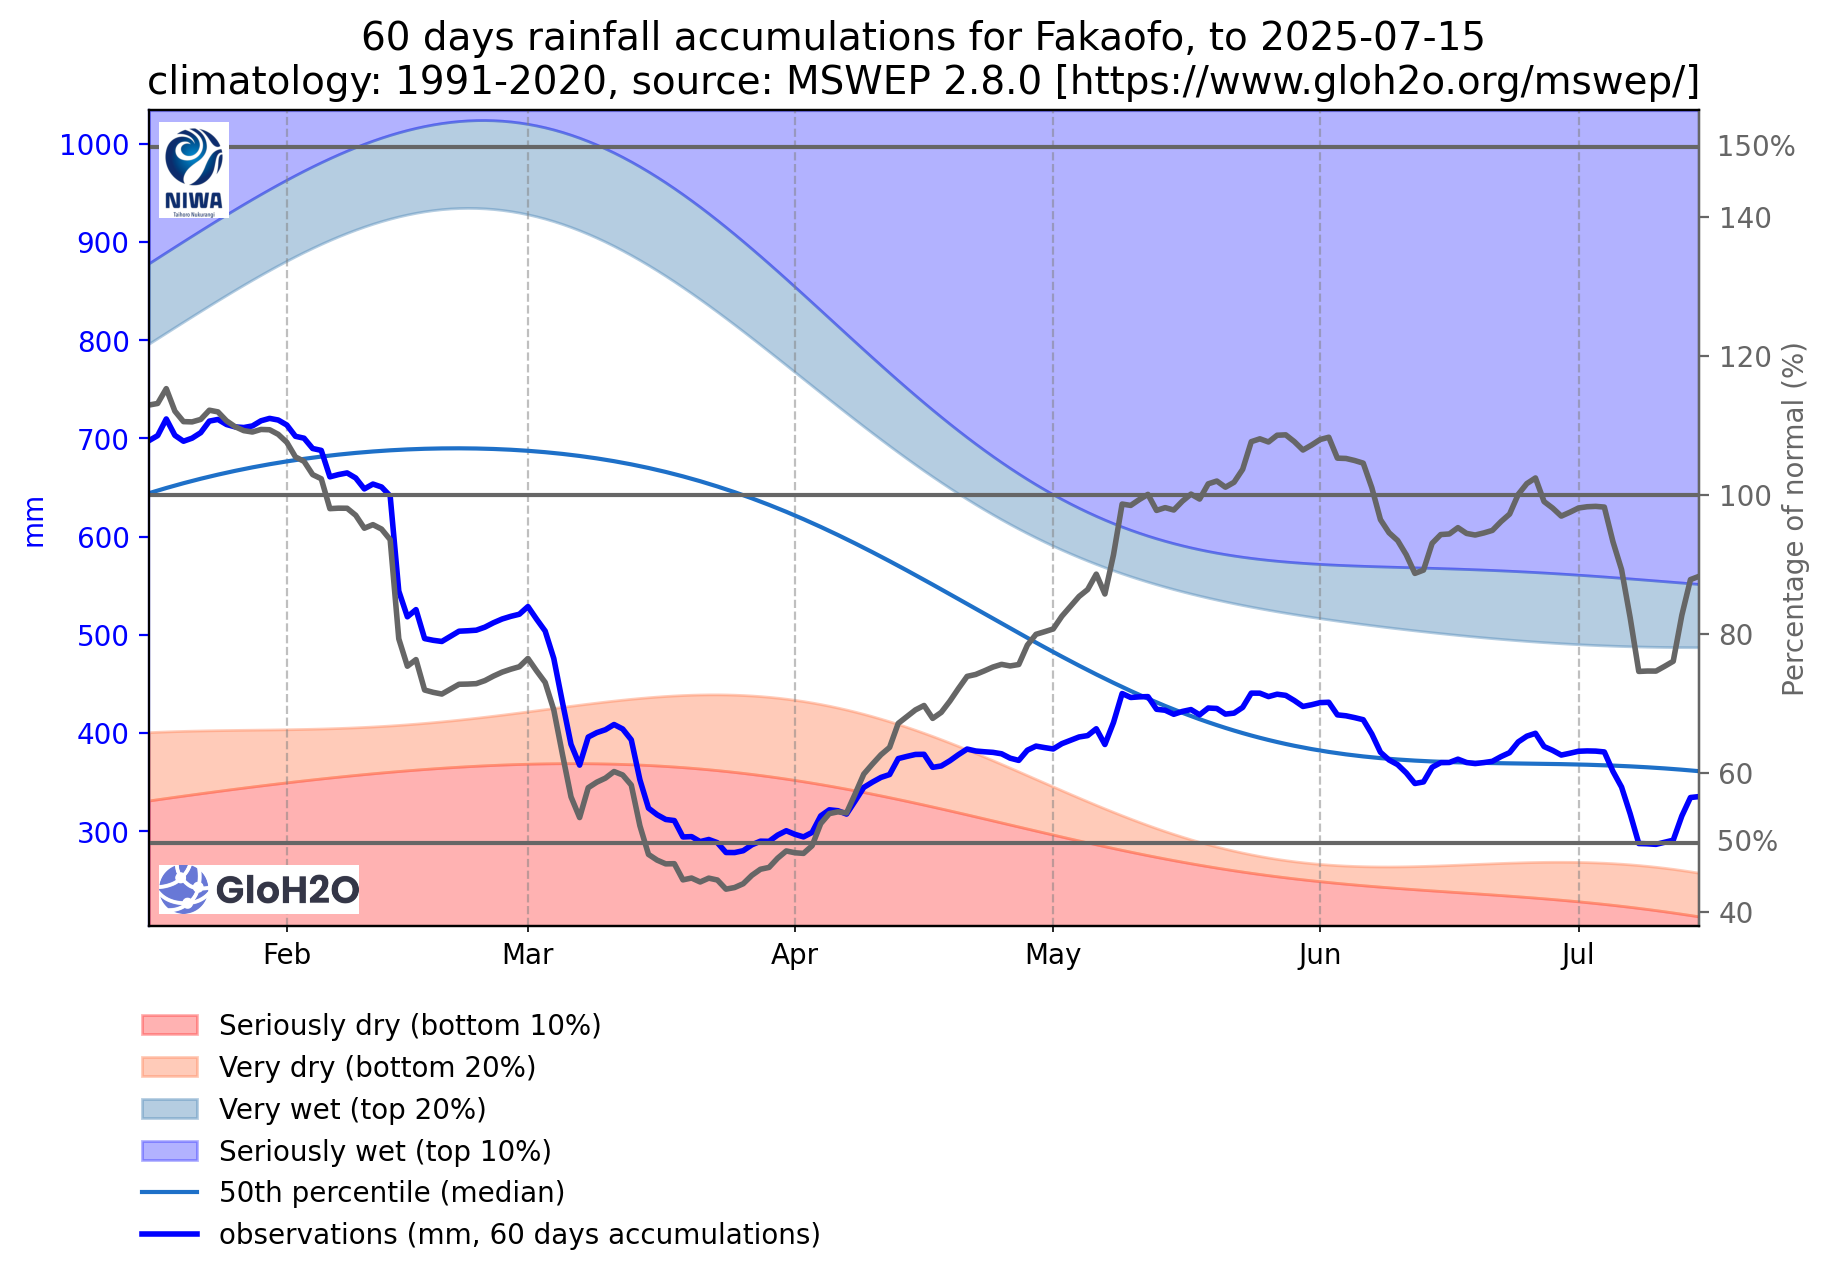 60 days rainfall accumulations for Fakaofo, to 2025-07-15
climatology: 1991-2020, source: MSWEP 2.8.0 [https://www.gloh2o.org/mswep/]
1000
900
800
700
600
500
400
300
mm
NIWA
Taihoro Nukurangi
GloH2O
150%
140
120
100
80
60
50%
40
Percentage of normal (%)
Feb
Mar
Apr
May
Jun
Jul
Seriously dry (bottom 10%)
Very dry (bottom 20%)
Very wet (top 20%)
Seriously wet (top 10%)
50th percentile (median)
observations (mm, 60 days accumulations)